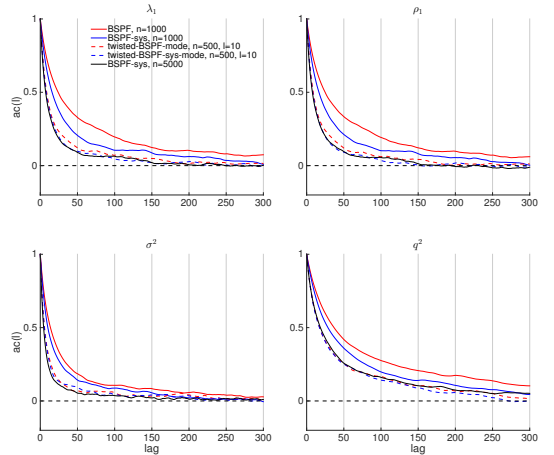 λ₁
ρ₁
BSPF, n=1000
BSPF-sys, n=1000
twisted-BSPF-mode, n=500, l=10
twisted-BSPF-sys-mode, n=500, l=10
BSPF-sys, n=5000
ac(l)
1
0.5
0
0 50 100 150 200 250 300
1
0.5
0
0 50 100 150 200 250 300
σ²
q²
ac(l)
1
0.5
0
0 50 100 150 200 250 300
lag
1
0.5
0
0 50 100 150 200 250 300
lag